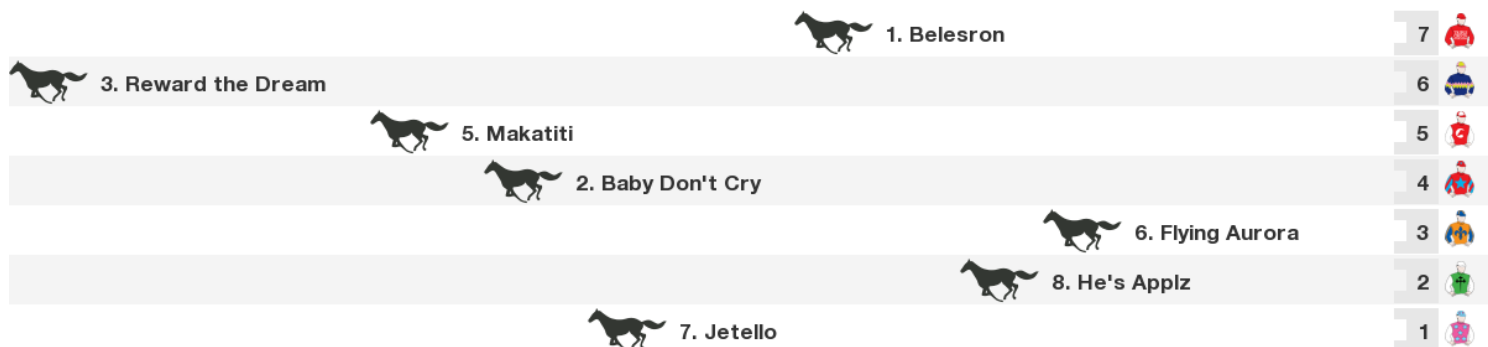 1. Belesron 7
3. Reward the Dream 6
5. Makatiti 5
2. Baby Don't Cry 4
6. Flying Aurora 3
8. He's Applz 2
7. Jetello 1